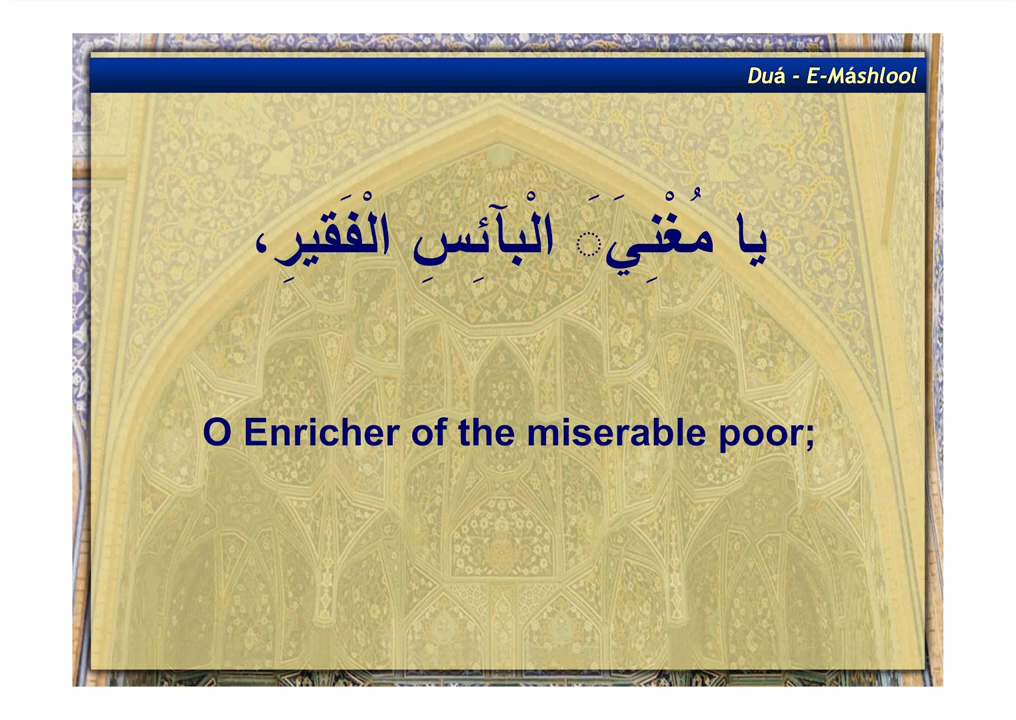 Duá - E-Máshlool
يا مُغْنِيََ َ الْبآئِسِ الْفَقيرِ،
O Enricher of the miserable poor;